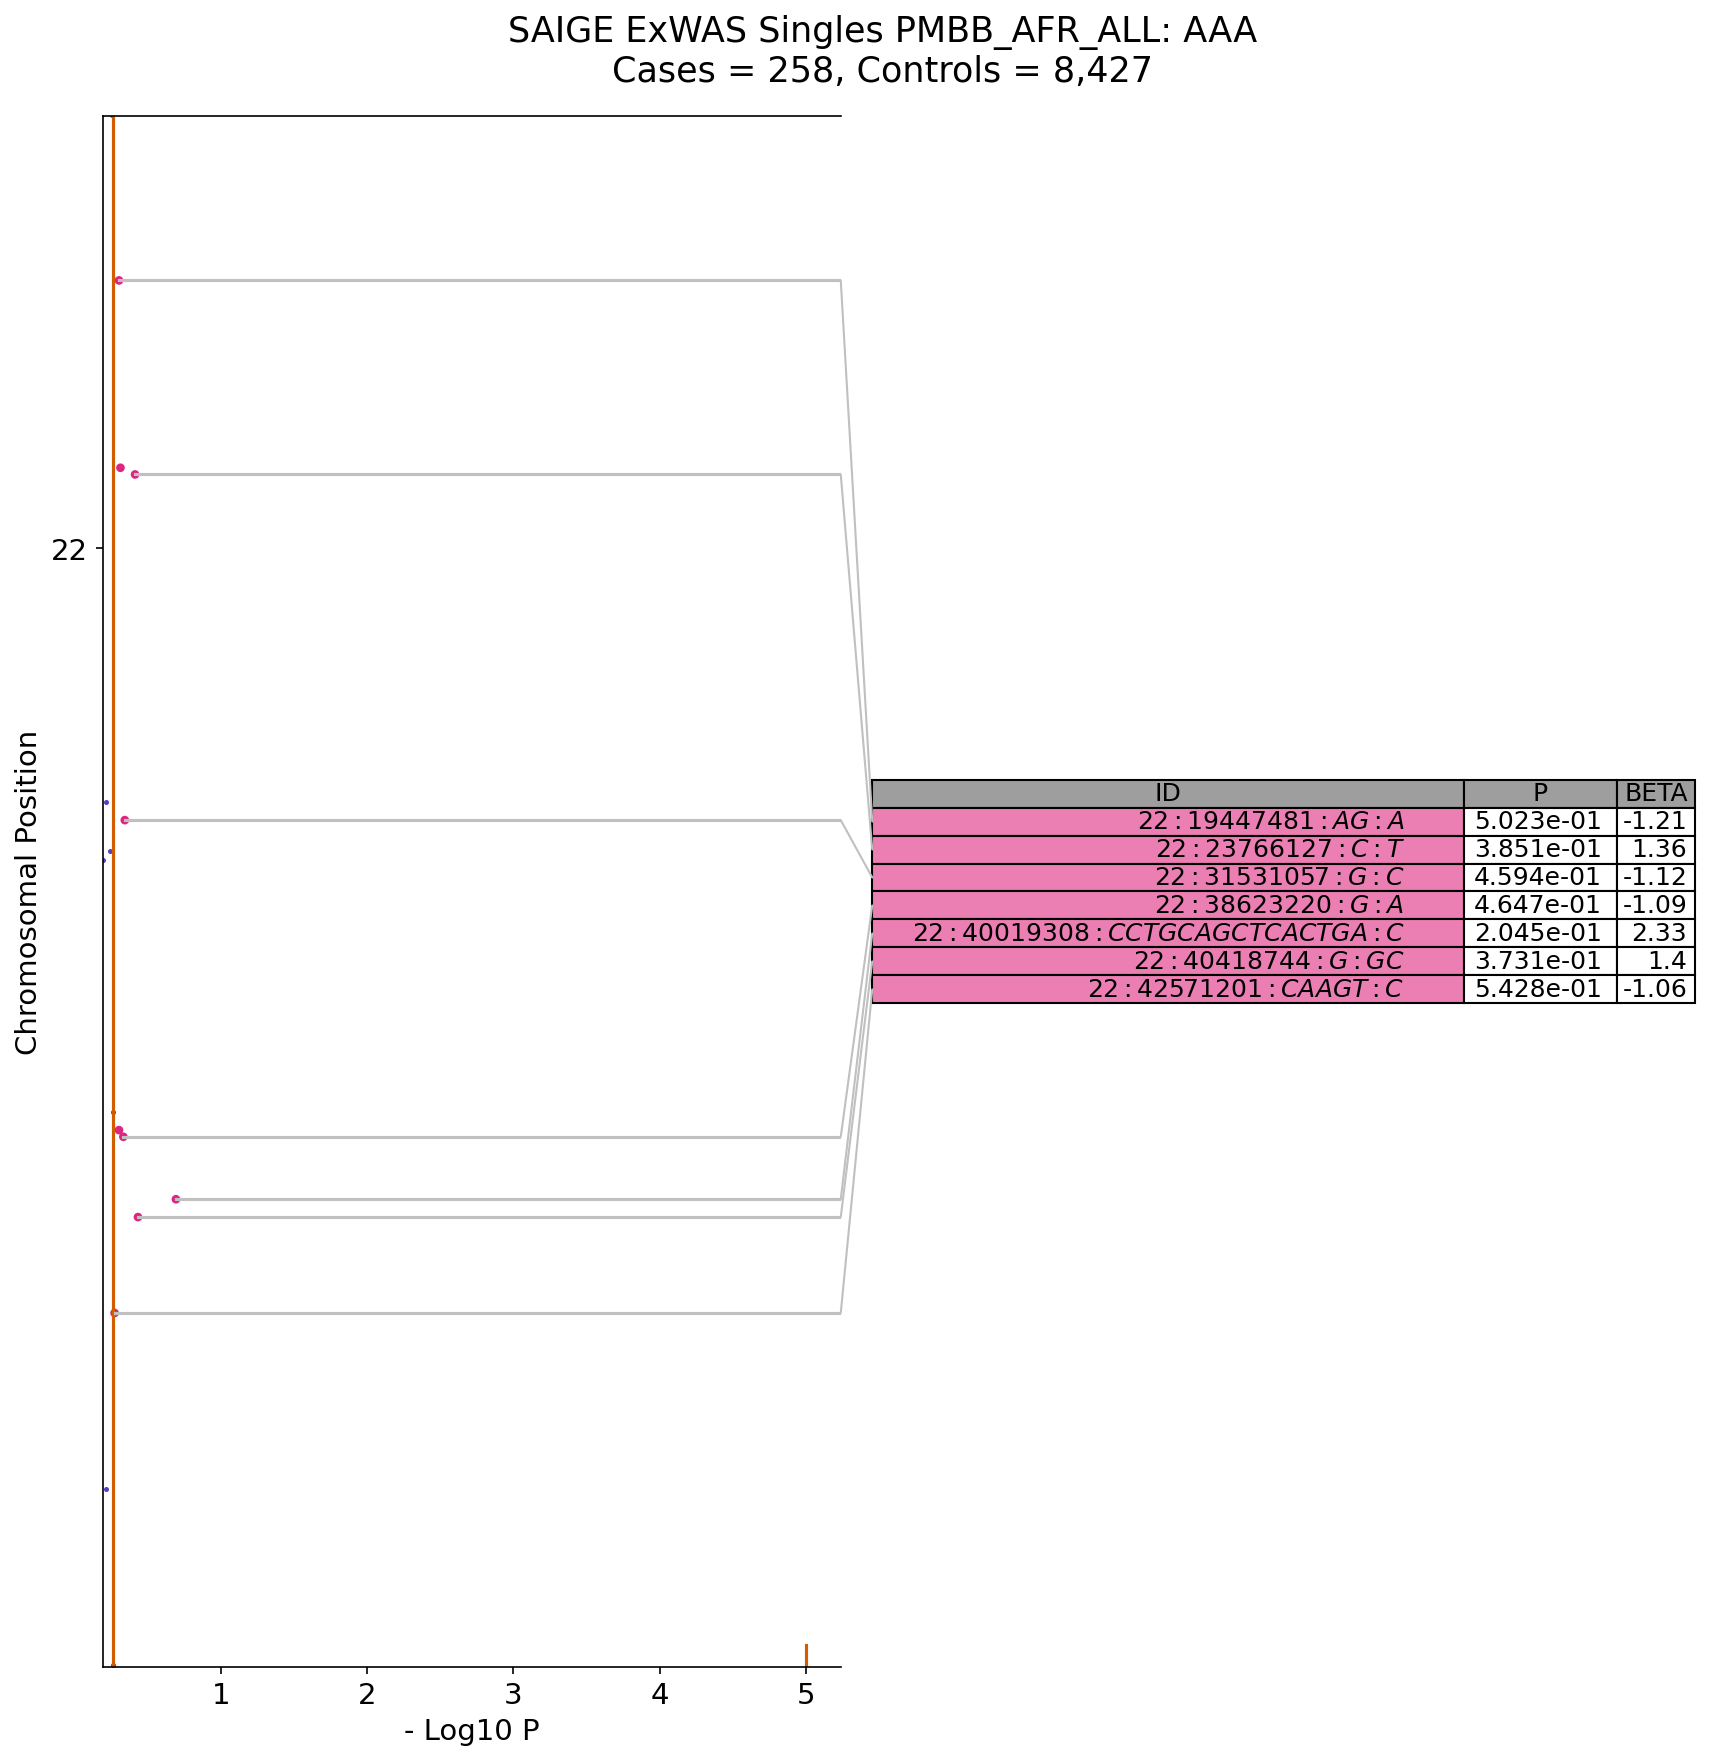 SAIGE ExWAS Singles PMBB_AFR_ALL: AAA
Cases = 258, Controls = 8,427
22
Chromosomal Position
ID P BETA
22:19447481:AG:A 5.023e-01 -1.21
22:23766127:C:T 3.851e-01 1.36
22:31531057:G:C 4.594e-01 -1.12
22:38623220:G:A 4.647e-01 -1.09
22:40019308:CCTGCAGCTCACTGA:C 2.045e-01 2.33
22:40418744:G:GC 3.731e-01 1.4
22:42571201:CAAGT:C 5.428e-01 -1.06
1 2 3 4 5
- Log10 P